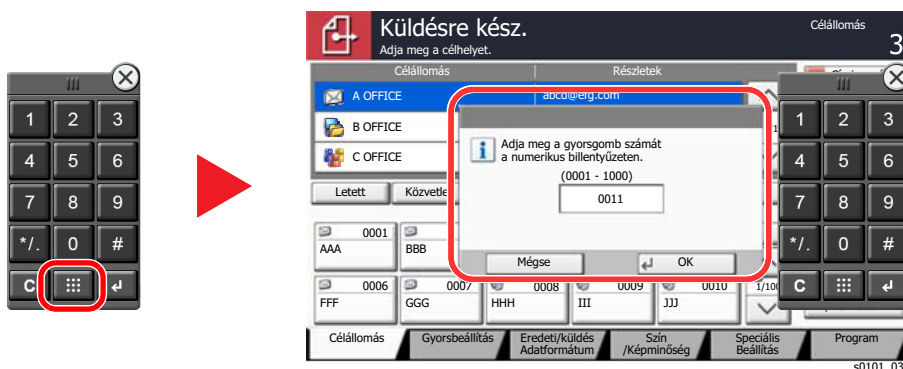 1 2 3
4 5 6
7 8 9
*/. 0 #
C
Küldésre kész.
Adja meg a célhelyet.
Célállomás
3
Célállomás Részletek
A OFFICE abcd@efg.com
B OFFICE
C OFFICE
Adja meg a gyorsgomb számát
a numerikus billentyűzeten.
(0001 - 1000)
0011
Mégse OK
Letett
0001
AAA BBB
0006 0007 0008 0009 0010 1/100
FFF GGG HHH III JJJ
1 2 3
4 5 6
7 8 9
*/. 0 #
C
Célállomás Gyorsbeállítás Eredeti/küldés Szín Speciális Program
Adatformátum /Képminőség Beállítás
s0101_03